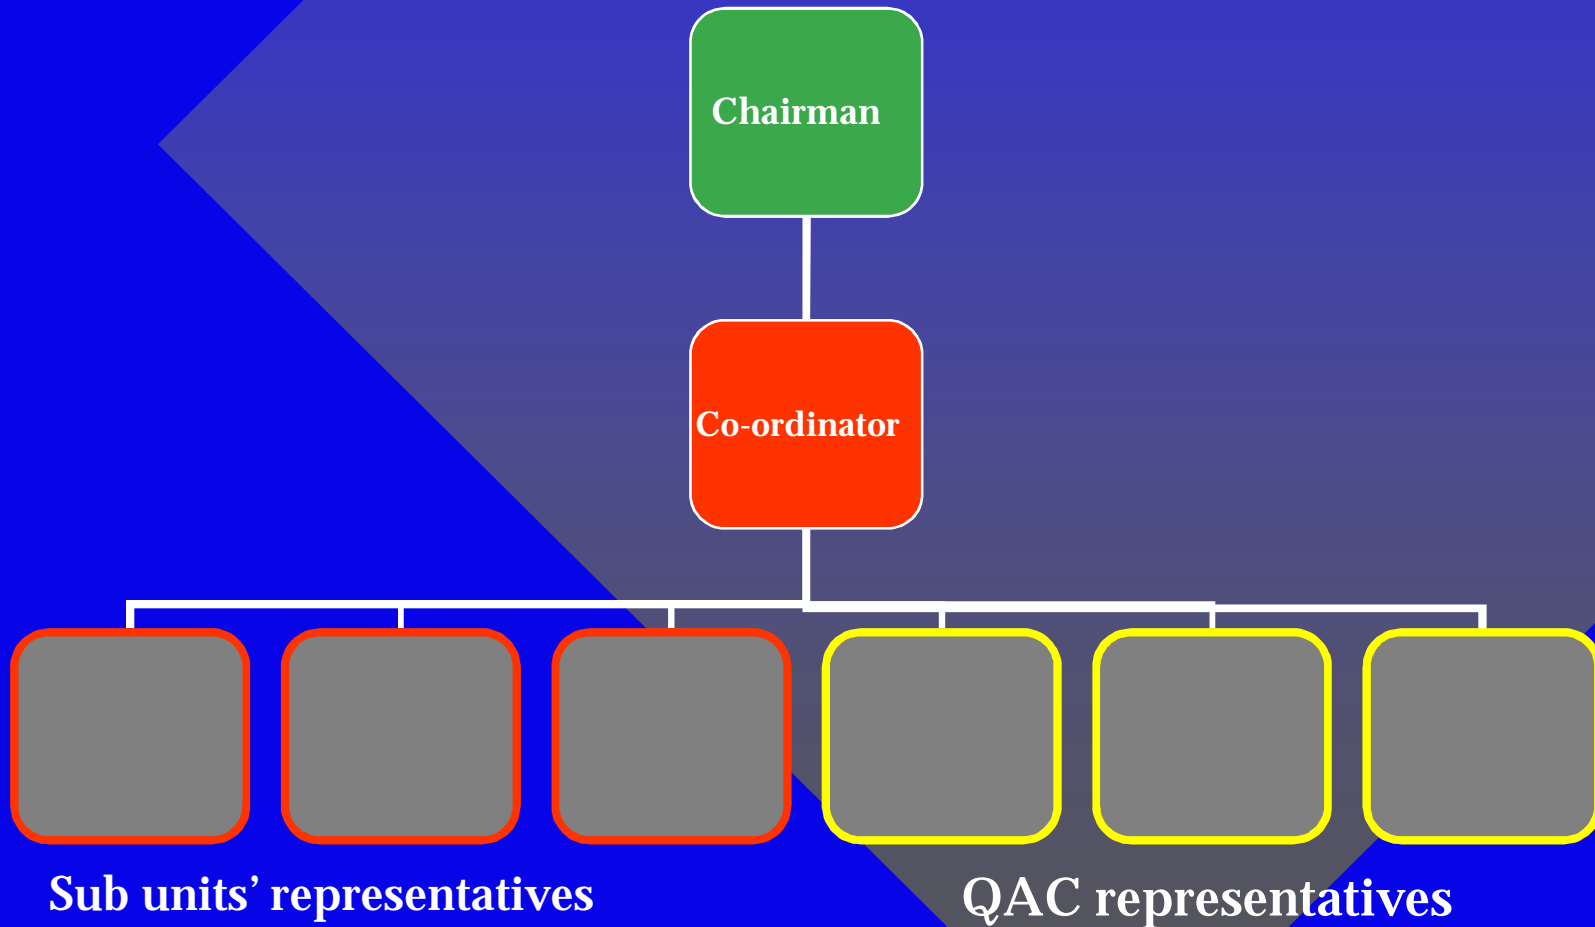 Chairman
Co-ordinator
Sub units’ representatives
QAC representatives